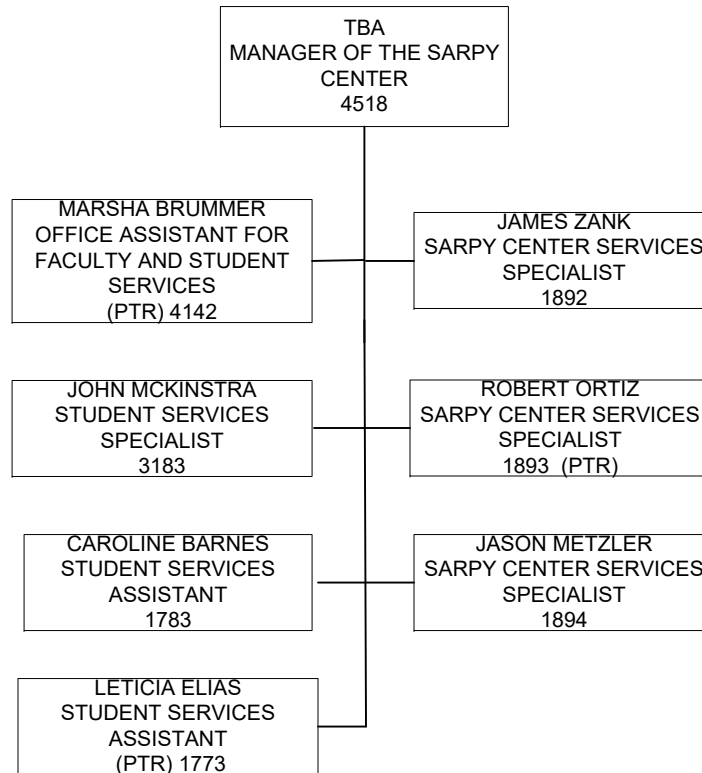 TBA
MANAGER OF THE SARPY
CENTER
4518
MARSHA BRUMMER
OFFICE ASSISTANT FOR
FACULTY AND STUDENT
SERVICES
(PTR) 4142
JAMES ZANK
SARPY CENTER SERVICES
SPECIALIST
1892
JOHN MCKINSTRA
STUDENT SERVICES
SPECIALIST
3183
ROBERT ORTIZ
SARPY CENTER SERVICES
SPECIALIST
1893 (PTR)
CAROLINE BARNES
STUDENT SERVICES
ASSISTANT
1783
JASON METZLER
SARPY CENTER SERVICES
SPECIALIST
1894
LETICIA ELIAS
STUDENT SERVICES
ASSISTANT
(PTR) 1773